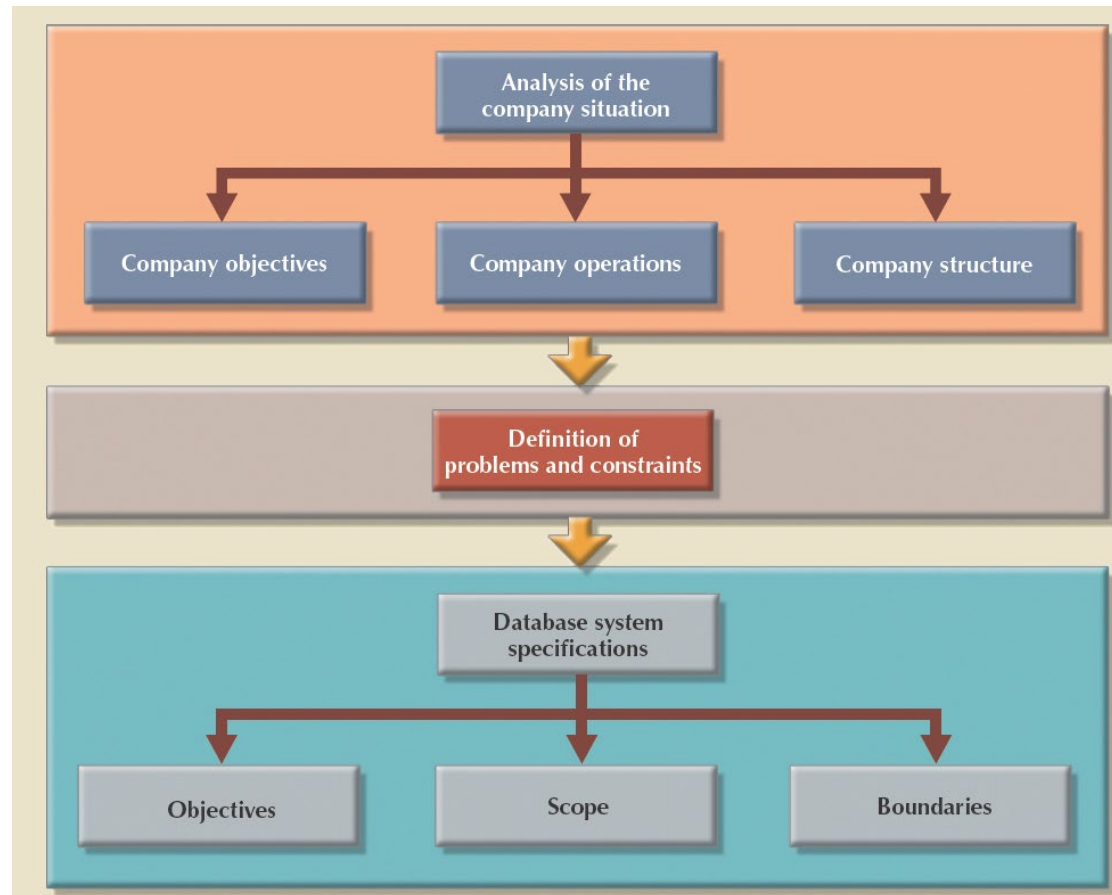 Analysis of the
company situation
Company objectives
Company operations
Company structure
Definition of
problems and constraints
Database system
specifications
Objectives
Scope
Boundaries